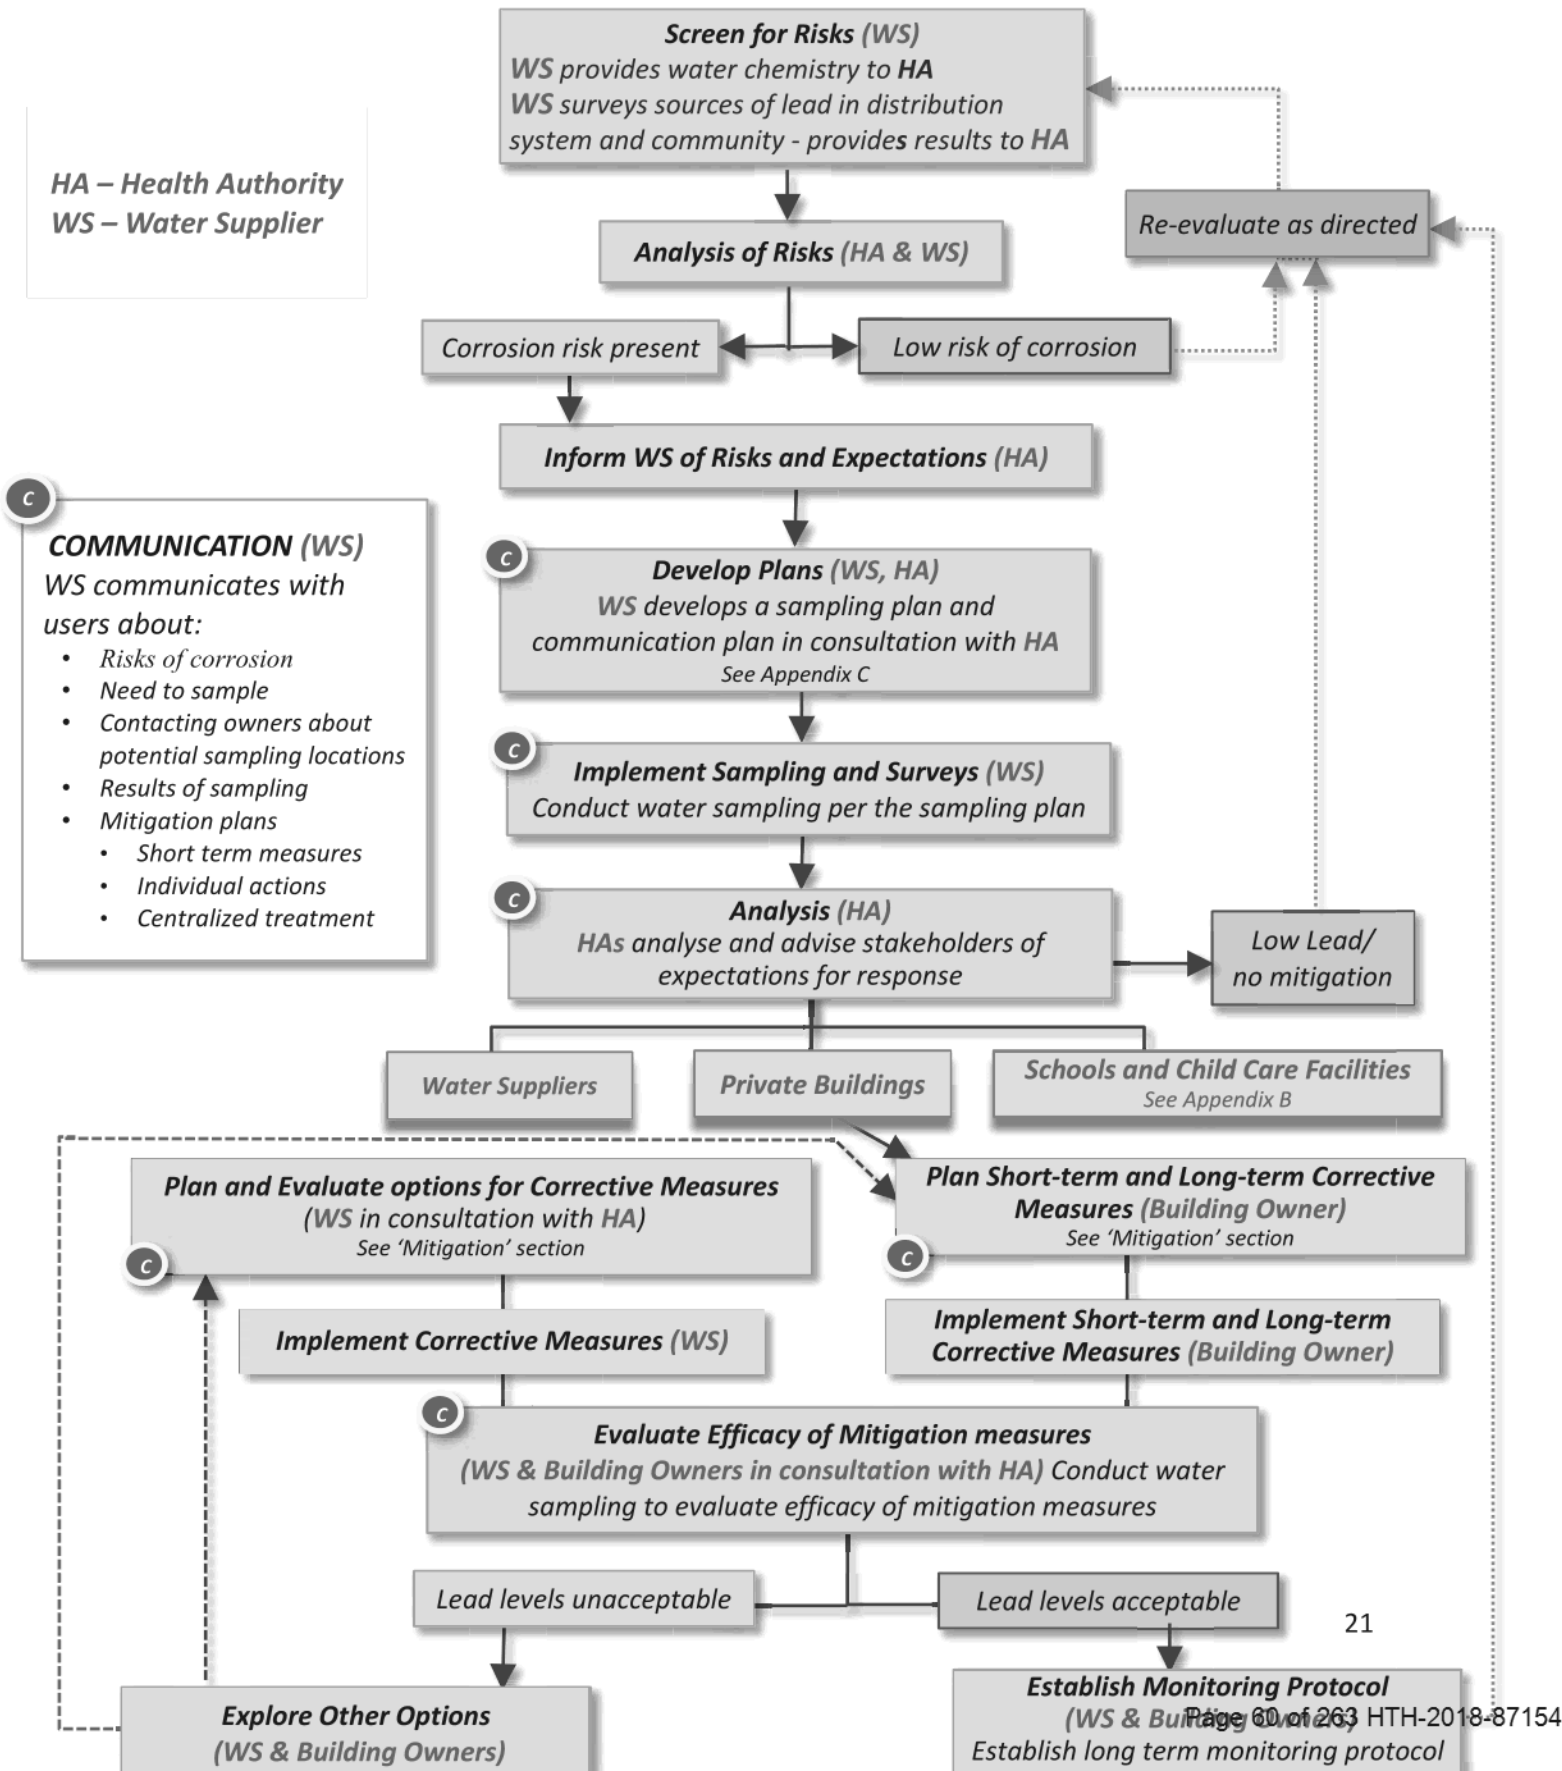 Screen for Risks (WS)
WS provides water chemistry to HA
WS surveys sources of lead in distribution
system and community - provides results to HA
HA – Health Authority
WS – Water Supplier
Re-evaluate as directed
Analysis of Risks (HA & WS)
Corrosion risk present
Low risk of corrosion
Inform WS of Risks and Expectations (HA)
C
COMMUNICATION (WS)
WS communicates with
users about:
• Risks of corrosion
• Need to sample
• Contacting owners about
potential sampling locations
• Results of sampling
• Mitigation plans
• Short term measures
• Individual actions
• Centralized treatment
C
Develop Plans (WS, HA)
WS develops a sampling plan and
communication plan in consultation with HA
See Appendix C
C
Implement Sampling and Surveys (WS)
Conduct water sampling per the sampling plan
C
Analysis (HA)
HAs analyse and advise stakeholders of
expectations for response
Low Lead/
no mitigation
Water Suppliers
Private Buildings
Schools and Child Care Facilities
See Appendix B
Plan and Evaluate options for Corrective Measures
(WS in consultation with HA)
See ‘Mitigation’ section
C
Plan Short-term and Long-term Corrective
Measures (Building Owner)
See ‘Mitigation’ section
C
Implement Corrective Measures (WS)
Implement Short-term and Long-term
Corrective Measures (Building Owner)
C
Evaluate Efficacy of Mitigation measures
(WS & Building Owners in consultation with HA) Conduct water
sampling to evaluate efficacy of mitigation measures
Lead levels unacceptable
Lead levels acceptable
21
Explore Other Options
(WS & Building Owners)
Establish Monitoring Protocol
(WS & Building Owners)
Page 60 of 263 HTH-2018-87154
Establish long term monitoring protocol